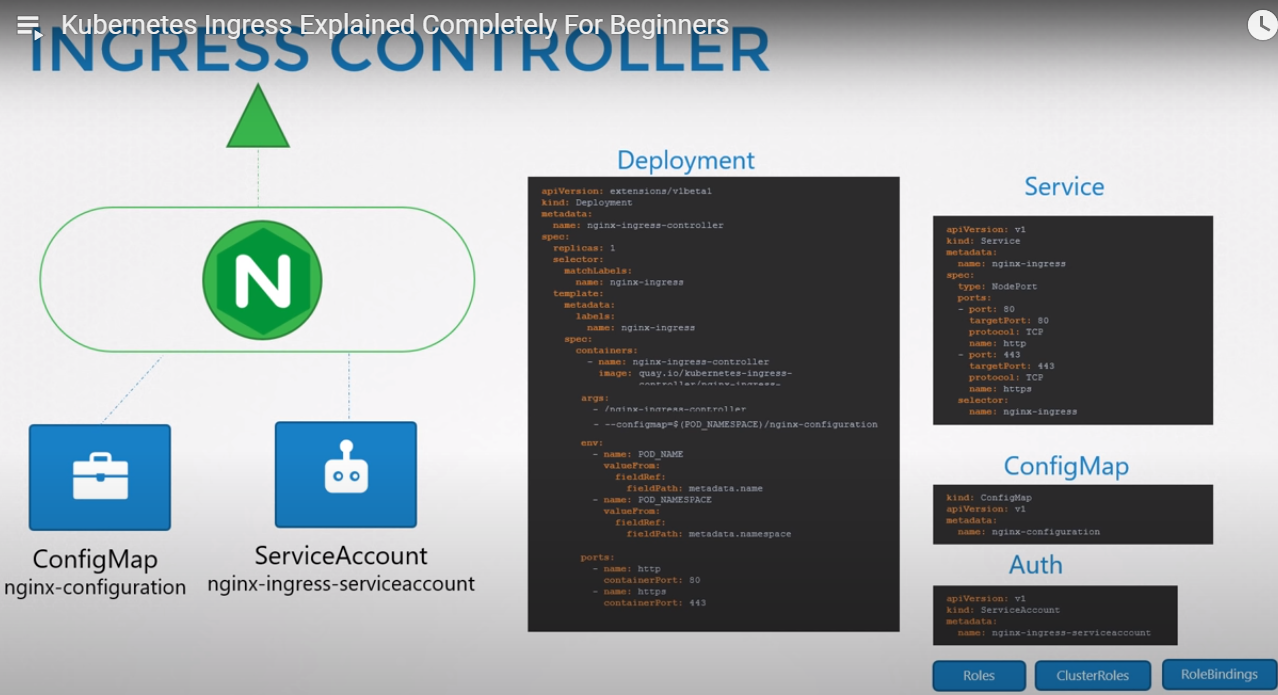 Kubernetes Ingress Explained Completely For Beginners
INGRESS CONTROLLER
N
ConfigMap
nginx-configuration
ServiceAccount
nginx-ingress-serviceaccount
Deployment
apiVersion: extensions/v1beta1
kind: Deployment
metadata:
name: nginx-ingress-controller
spec:
replicas: 1
selector:
matchLabels:
name: nginx-ingress
template:
metadata:
labels:
name: nginx-ingress
spec:
containers:
- name: nginx-ingress-controller
image: quay.io/kubernetes-ingress-
controller/nginx-ingress-
args:
- /nginx-ingress-controller
- --configmap=$(POD_NAMESPACE)/nginx-configuration
env:
- name: POD_NAME
valueFrom:
fieldRef:
fieldPath: metadata.name
- name: POD_NAMESPACE
valueFrom:
fieldRef:
fieldPath: metadata.namespace
ports:
- name: http
containerPort: 80
- name: https
containerPort: 443
Service
apiVersion: v1
kind: Service
metadata:
name: nginx-ingress
spec:
type: NodePort
ports:
- port: 80
targetPort: 80
protocol: TCP
name: http
- port: 443
targetPort: 443
protocol: TCP
name: https
selector:
name: nginx-ingress
ConfigMap
kind: ConfigMap
apiVersion: v1
metadata:
name: nginx-configuration
Auth
apiVersion: v1
kind: ServiceAccount
metadata:
name: nginx-ingress-serviceaccount
Roles
ClusterRoles
RoleBindings